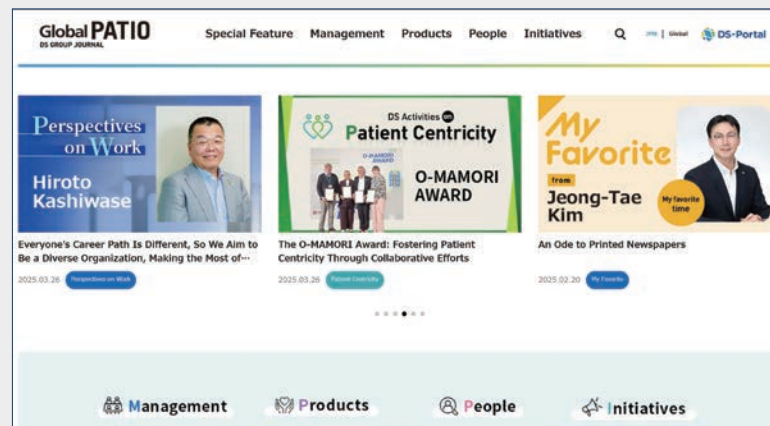 Global PATIO
DS GROUP JOURNAL
Special Feature Management Products People Initiatives
JPN | Global
DS-Portal
Perspectives
on Work
Hiroto
Kashiwase
Everyone's Career Path Is Different, So We Aim to
Be a Diverse Organization, Making the Most of…
2025.03.26 Perspectives on Work
DS Activities on
Patient Centricity
O-MAMORI
AWARD
O-MAMORI
AWARD
The O-MAMORI Award: Fostering Patient
Centricity Through Collaborative Efforts
2025.03.26 Patient Centricity
My
Favorite
from
Jeong-Tae
Kim
My favorite
time
An Ode to Printed Newspapers
2025.02.20 My Favorite
Management Products People Initiatives